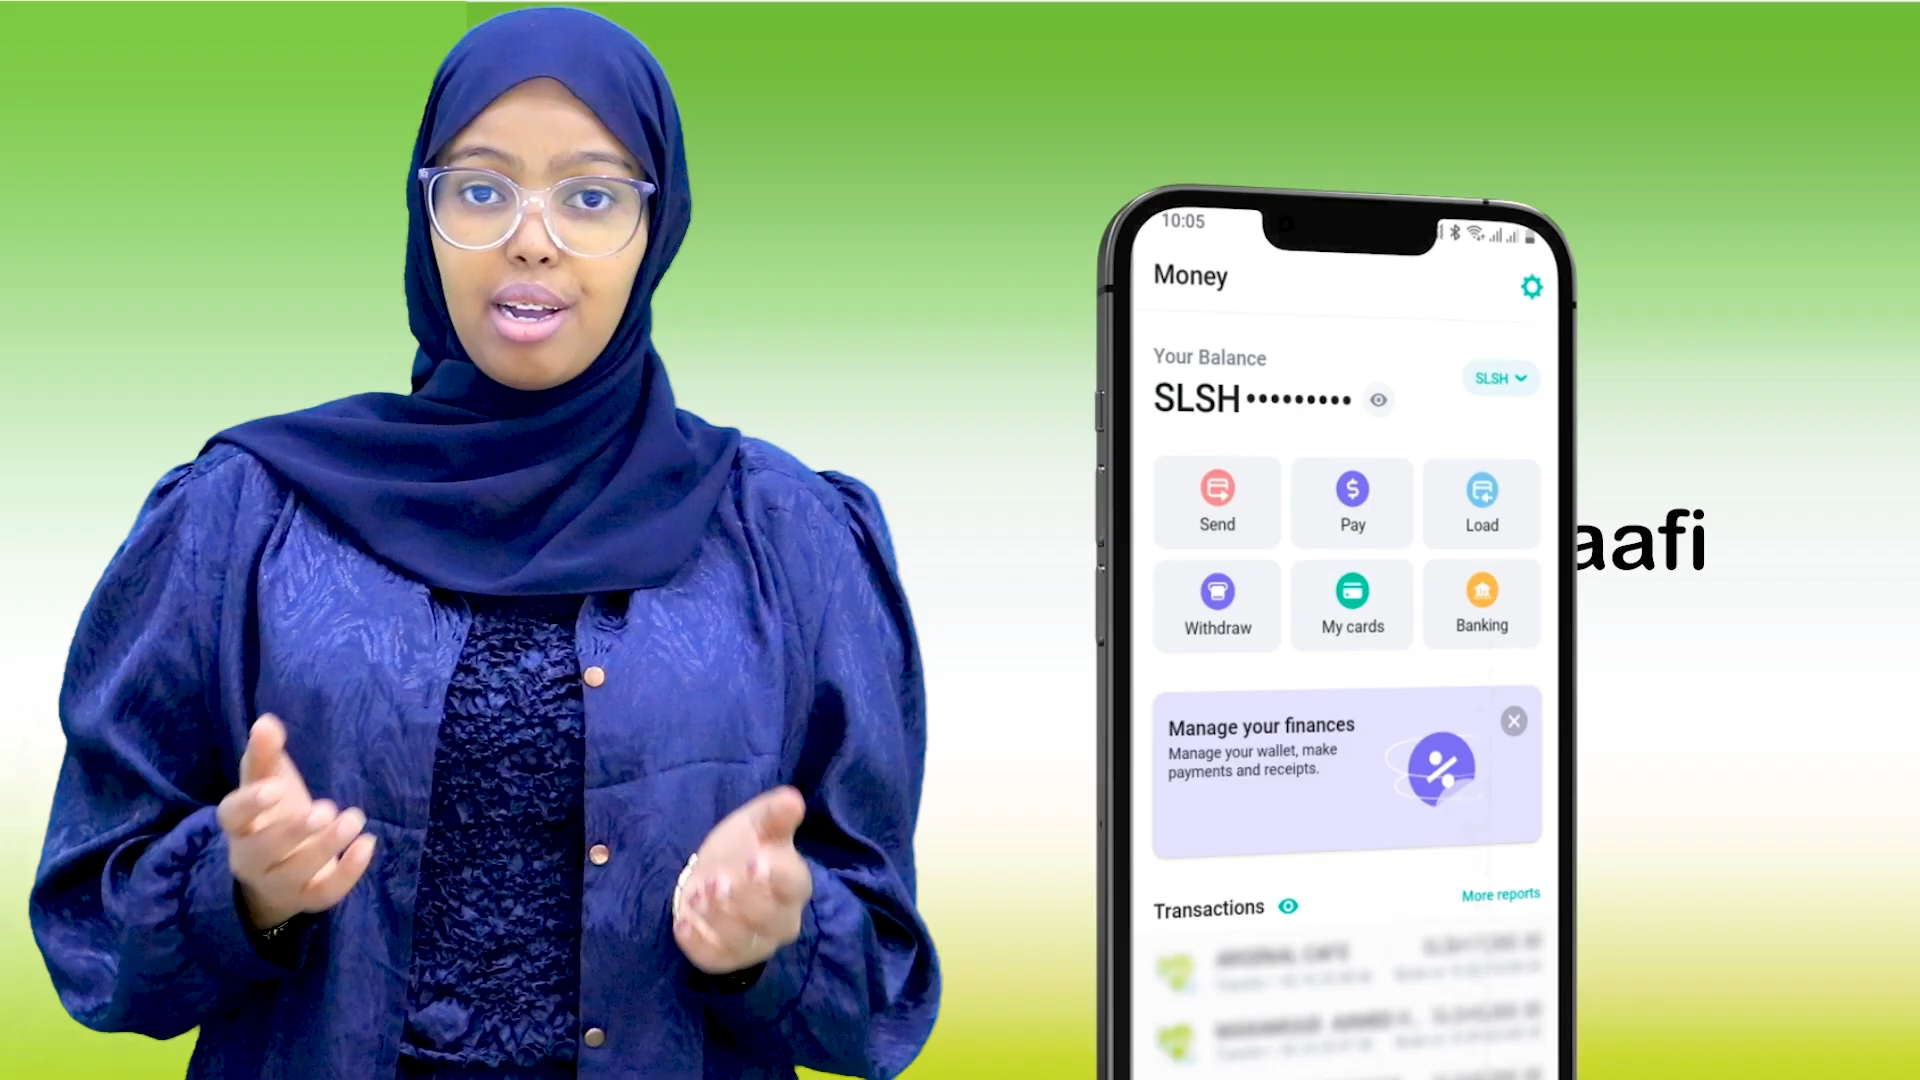 10:05
Money
Your Balance
SLSH •••••••••
SLSH
Send
Pay
Load
aafi
Withdraw
My cards
Banking
Manage your finances
Manage your wallet, make
payments and receipts.
Transactions
More reports